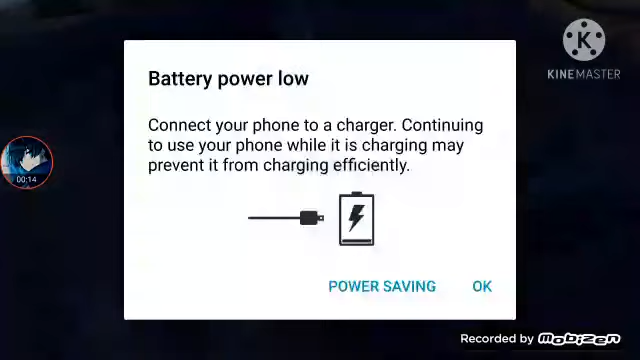 KINEMASTER
Battery power low
Connect your phone to a charger. Continuing
to use your phone while it is charging may
prevent it from charging efficiently.
00:14
POWER SAVING OK
Recorded by MOBIZEN